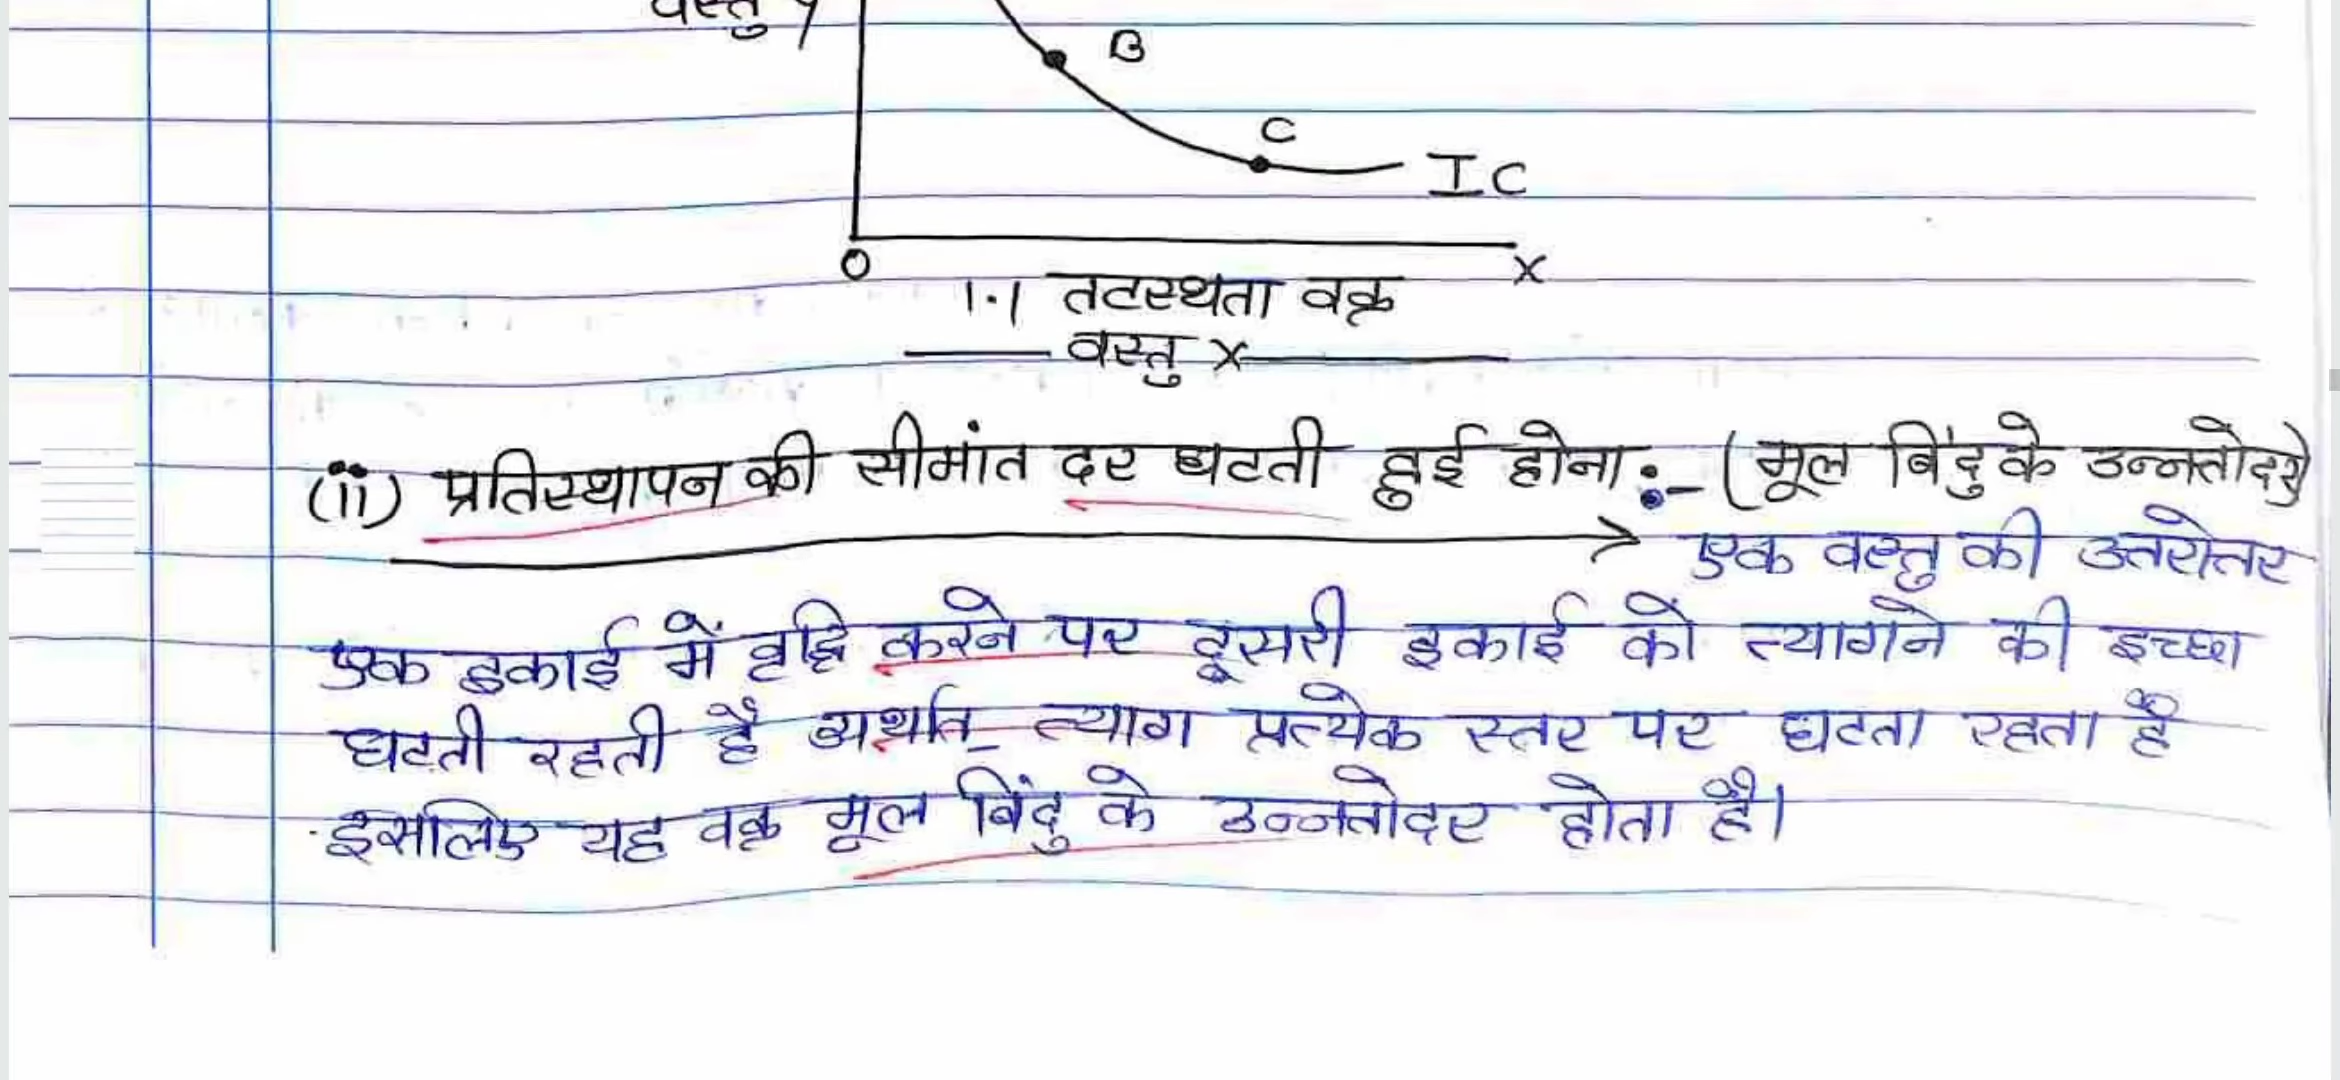 वस्तु y
B
C
IC
O
X
1.1 तटस्थता वक्र
वस्तु x
(ii) प्रतिस्थापन की सीमांत दर घटती हुई होना :- (मूल बिंदु के उन्नतोदर)
एक वस्तु की उत्तरोत्तर
एक इकाई में वृद्धि करने पर दूसरी इकाई को त्यागने की इच्छा
घटती रहती है अर्थात् त्याग प्रत्येक स्तर पर घटता रहता है
इसलिए यह वक्र मूल बिंदु के उन्नतोदर होता है।